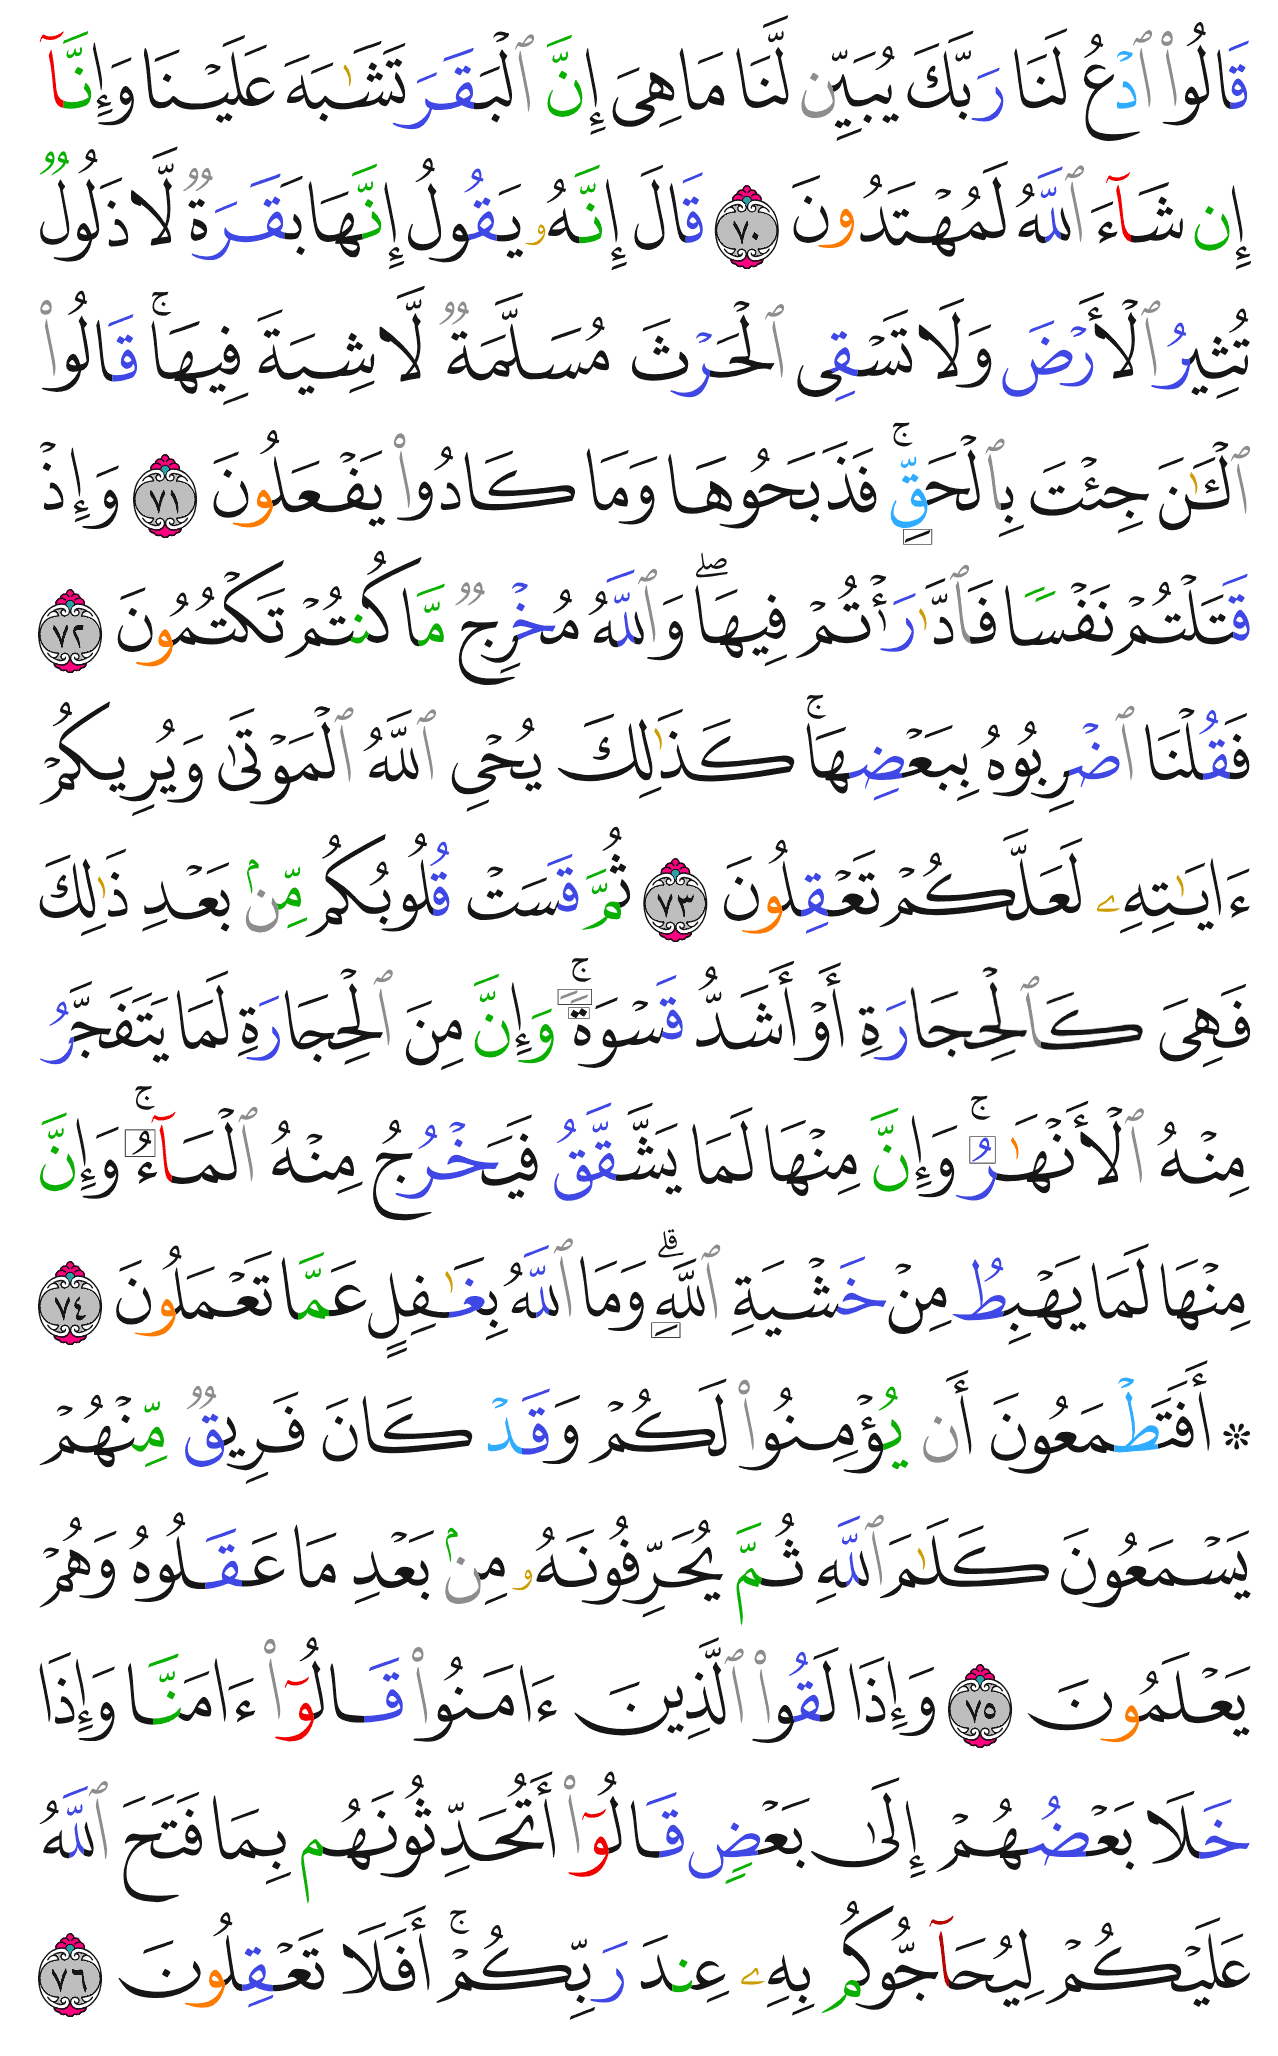 قَالُوا۟ ٱدۡعُ لَنَا رَبَّكَ يُبَيِّن لَّنَا مَا هِىَ إِنَّ ٱلۡبَقَرَ تَشَـٰبَهَ عَلَيۡنَا وَإِنَّآ
إِن شَآءَ ٱللَّهُ لَمُهۡتَدُونَ ٧٠ قَالَ إِنَّهُۥ يَقُولُ إِنَّهَا بَقَرَةٌ لَّا ذَلُولٌ
تُثِيرُ ٱلۡأَرۡضَ وَلَا تَسۡقِى ٱلۡحَرۡثَ مُسَلَّمَةٌ لَّا شِيَةَ فِيهَاۚ قَالُوا۟
ٱلۡـَٔـٰنَ جِئۡتَ بِٱلۡحَقِّۚ فَذَبَحُوهَا وَمَا كَادُوا۟ يَفۡعَلُونَ ٧١ وَإِذۡ
قَتَلۡتُمۡ نَفۡسًا فَٱدَّٰرَٰٔتُمۡ فِيهَاۖ وَٱللَّهُ مُخۡرِجٌ مَّا كُنتُمۡ تَكۡتُمُونَ ٧٢
فَقُلۡنَا ٱضۡرِبُوهُ بِبَعۡضِهَاۚ كَذَٰلِكَ يُحۡىِ ٱللَّهُ ٱلۡمَوۡتَىٰ وَيُرِيكُمۡ
ءَايَـٰتِهِۦ لَعَلَّكُمۡ تَعۡقِلُونَ ٧٣ ثُمَّ قَسَتۡ قُلُوبُكُم مِّنۢ بَعۡدِ ذَٰلِكَ
فَهِىَ كَٱلۡحِجَارَةِ أَوۡ أَشَدُّ قَسۡوَةًۚ وَإِنَّ مِنَ ٱلۡحِجَارَةِ لَمَا يَتَفَجَّرُ
مِنۡهُ ٱلۡأَنۡهَـٰرُۚ وَإِنَّ مِنۡهَا لَمَا يَشَّقَّقُ فَيَخۡرُجُ مِنۡهُ ٱلۡمَآءُۚ وَإِنَّ
مِنۡهَا لَمَا يَهۡبِطُ مِنۡ خَشۡيَةِ ٱللَّهِۗ وَمَا ٱللَّهُ بِغَـٰفِلٍ عَمَّا تَعۡمَلُونَ ٧٤
۞ أَفَتَطۡمَعُونَ أَن يُؤۡمِنُوا۟ لَكُمۡ وَقَدۡ كَانَ فَرِيقٌ مِّنۡهُمۡ
يَسۡمَعُونَ كَلَـٰمَ ٱللَّهِ ثُمَّ يُحَرِّفُونَهُۥ مِنۢ بَعۡدِ مَا عَقَلُوهُ وَهُمۡ
يَعۡلَمُونَ ٧٥ وَإِذَا لَقُوا۟ ٱلَّذِينَ ءَامَنُوا۟ قَالُوٓا۟ ءَامَنَّا وَإِذَا
خَلَا بَعۡضُهُمۡ إِلَىٰ بَعۡضٍ قَالُوٓا۟ أَتُحَدِّثُونَهُم بِمَا فَتَحَ ٱللَّهُ
عَلَيۡكُمۡ لِيُحَآجُّوكُم بِهِۦ عِندَ رَبِّكُمۡۚ أَفَلَا تَعۡقِلُونَ ٧٦